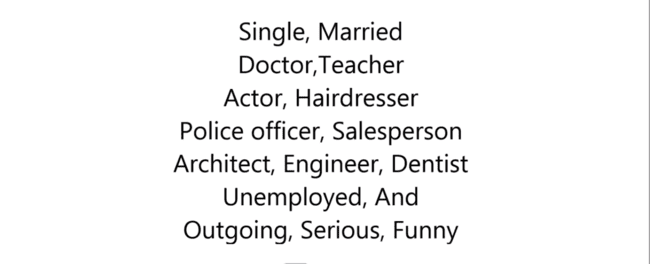 Single, Married
Doctor,Teacher
Actor, Hairdresser
Police officer, Salesperson
Architect, Engineer, Dentist
Unemployed, And
Outgoing, Serious, Funny